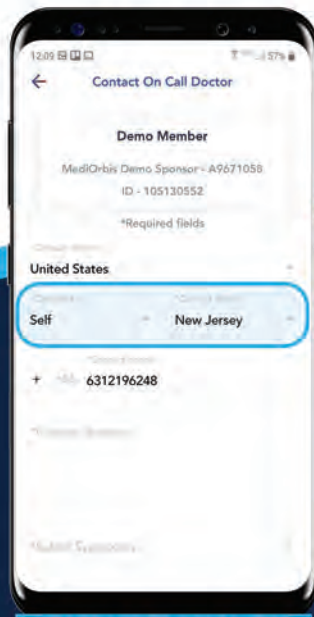 12:09 57%
Contact On Call Doctor
Demo Member
MediOrbis Demo Sponsor - A9671058
ID - 105130552
*Required fields
United States
Self New Jersey
+ 6312196248